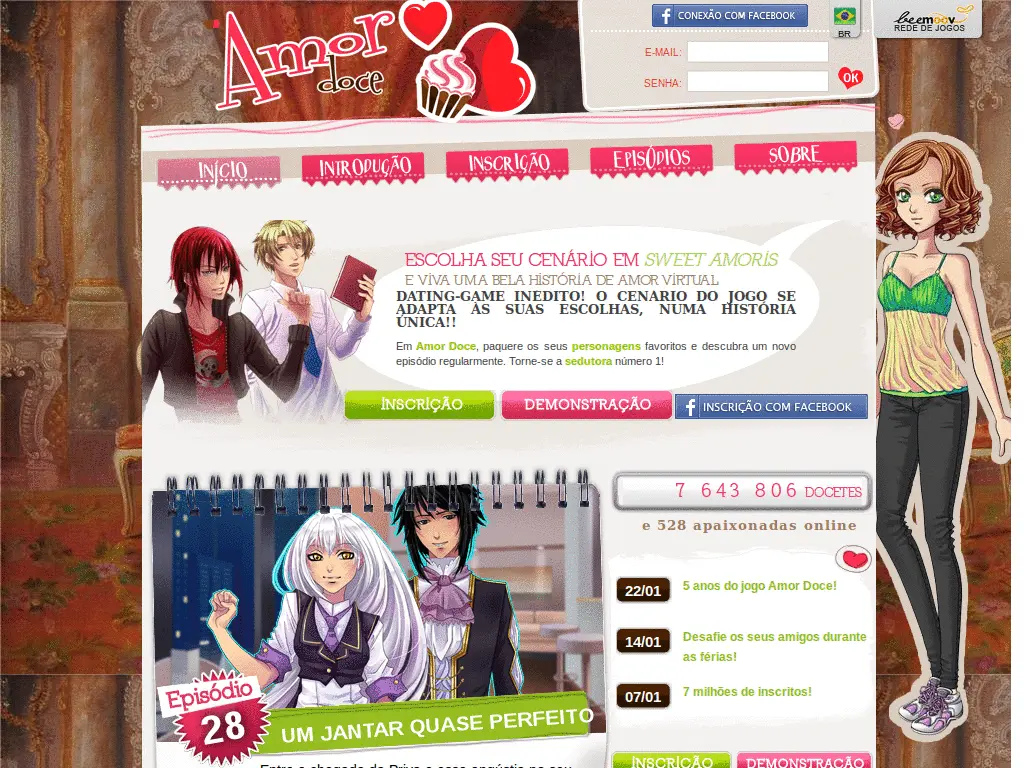 Amor
doce
CONEXÃO COM FACEBOOK
BR
beemoov
REDE DE JOGOS
E-MAIL:
SENHA:
OK
INÍCIO
INTRODUÇÃO
INSCRIÇÃO
EPISÓDIOS
SOBRE
ESCOLHA SEU CENÁRIO EM SWEET AMORIS
E VIVA UMA BELA HISTÓRIA DE AMOR VIRTUAL
DATING-GAME INEDITO! O CENARIO DO JOGO SE
ADAPTA ÀS SUAS ESCOLHAS, NUMA HISTÓRIA
ÚNICA!!
Em Amor Doce, paquere os seus personagens favoritos e descubra um novo
episódio regularmente. Torne-se a sedutora número 1!
INSCRIÇÃO
DEMONSTRAÇÃO
INSCRIÇÃO COM FACEBOOK
7 643 806 DOCETES
e 528 apaixonadas online
22/01
5 anos do jogo Amor Doce!
14/01
Desafie os seus amigos durante
as férias!
07/01
7 milhões de inscritos!
Episódio
28
UM JANTAR QUASE PERFEITO
INSCRIÇÃO
DEMONSTRAÇÃO